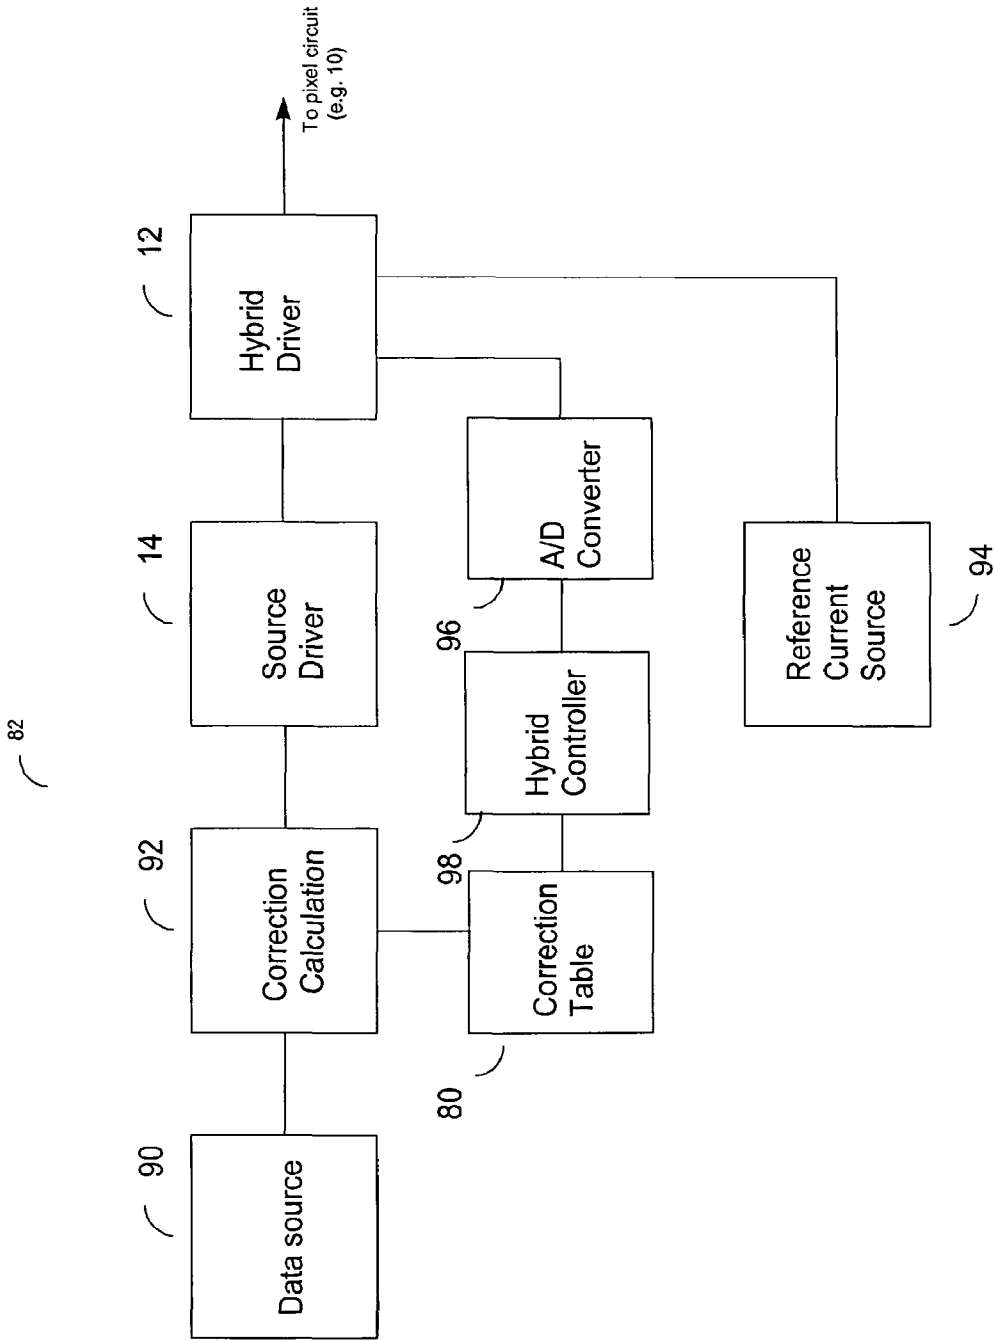 82
90
92
14
12
Data source
Correction
Calculation
Source
Driver
Hybrid
Driver
To pixel circuit
(e.g. 10)
80
98
96
Correction
Table
Hybrid
Controller
A/D
Converter
Reference
Current
Source
94